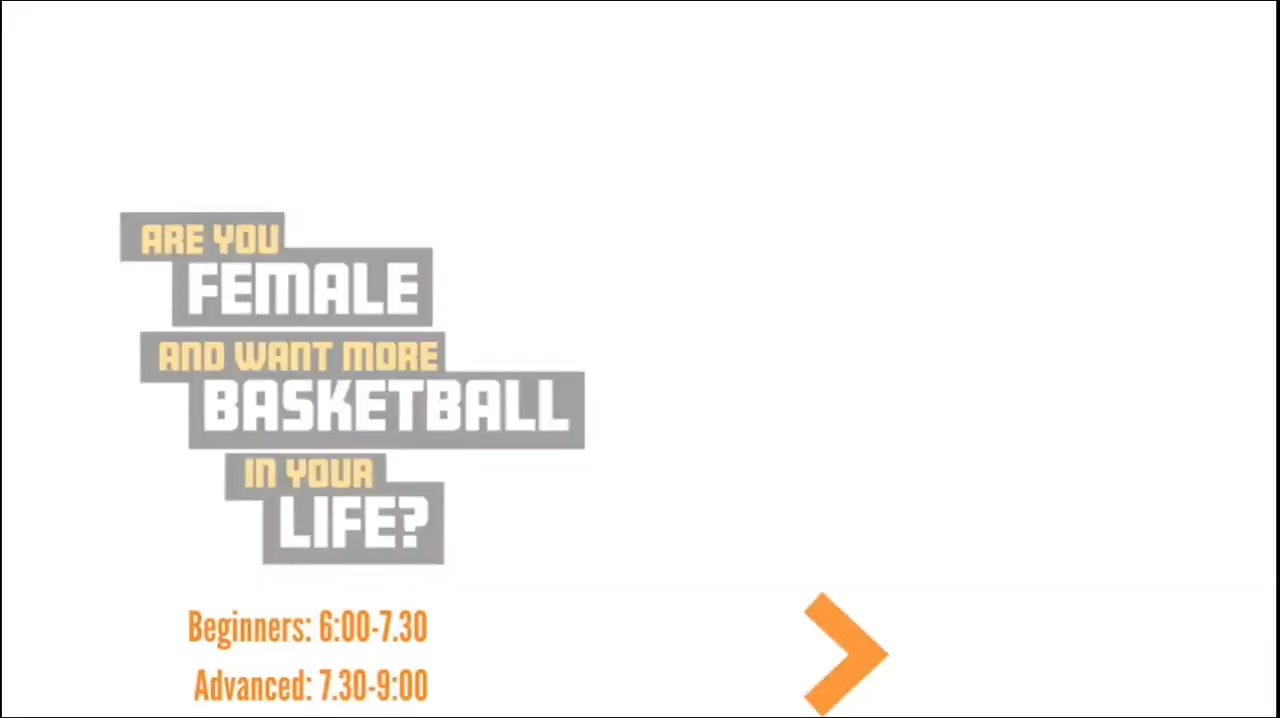 ARE YOU
FEMALE
AND WANT MORE
BASKETBALL
IN YOUR
LIFE?
Beginners: 6:00-7.30
Advanced: 7.30-9:00